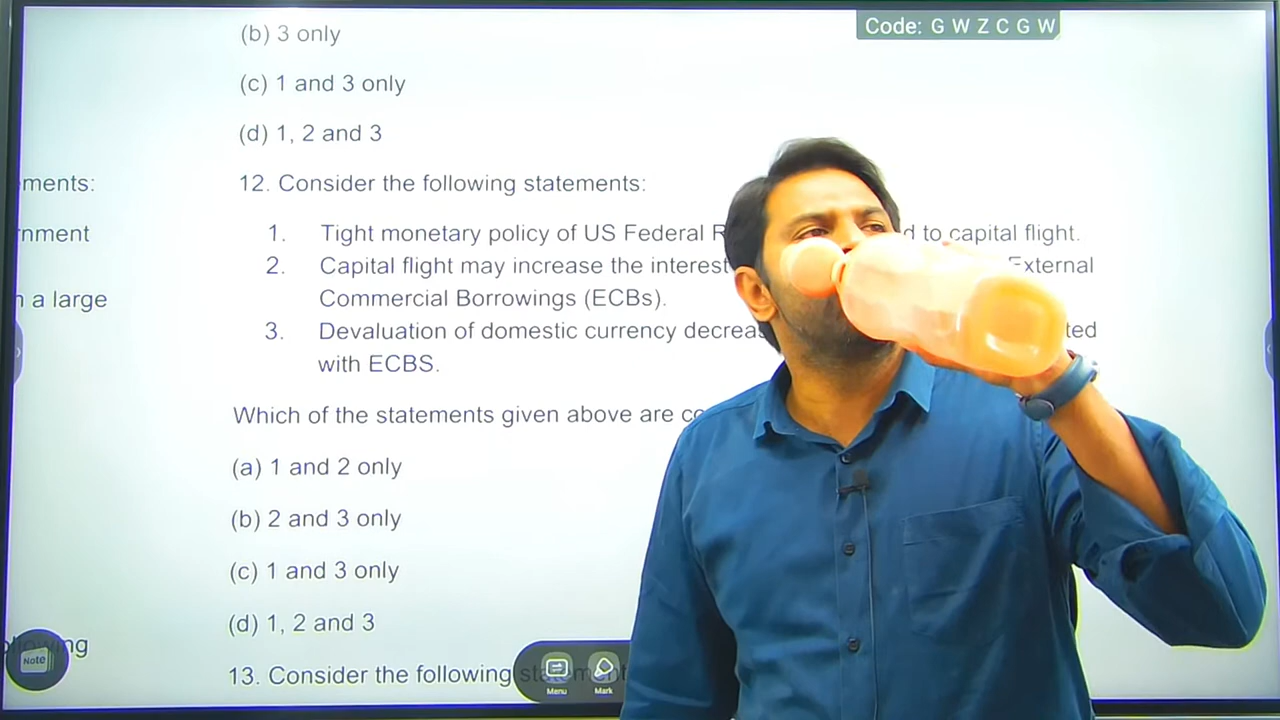 (b) 3 only
Code: G W Z C G W
(c) 1 and 3 only
(d) 1, 2 and 3
ments:
12. Consider the following statements:
nment
1. Tight monetary policy of US Federal d to capital flight.
2. Capital flight may increase the interest External
a large
Commercial Borrowings (ECBs).
3. Devaluation of domestic currency decreas ted
with ECBS.
Which of the statements given above are co
(a) 1 and 2 only
(b) 2 and 3 only
(c) 1 and 3 only
(d) 1, 2 and 3
Note
13. Consider the following statement
Menu
Mark